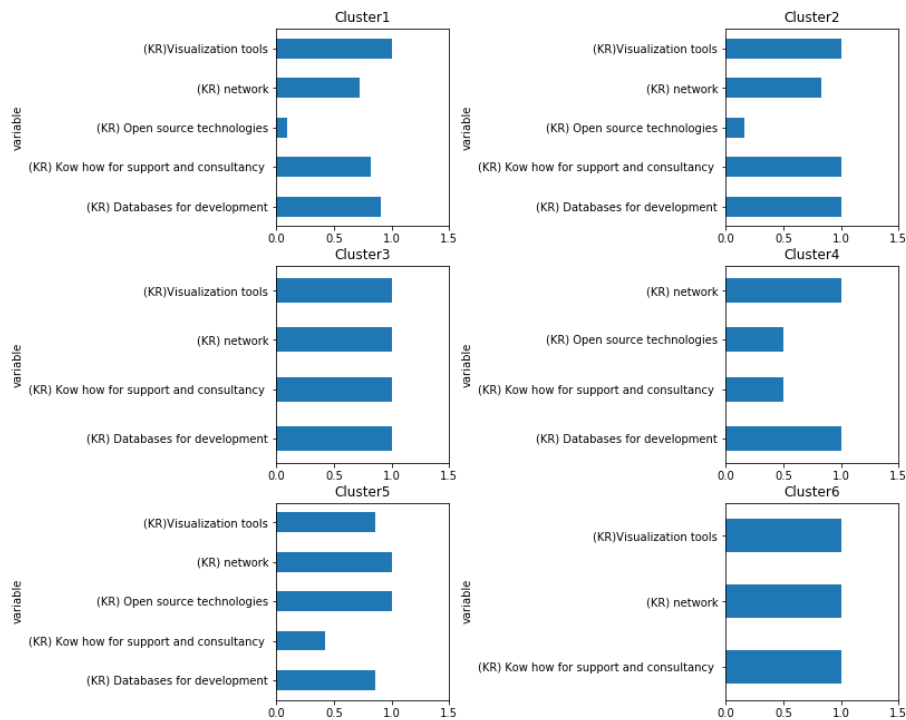 Cluster1
variable
(KR)Visualization tools
(KR) network
(KR) Open source technologies
(KR) Kow how for support and consultancy
(KR) Databases for development
0.0 0.5 1.0 1.5
Cluster2
variable
(KR)Visualization tools
(KR) network
(KR) Open source technologies
(KR) Kow how for support and consultancy
(KR) Databases for development
0.0 0.5 1.0 1.5
Cluster3
variable
(KR)Visualization tools
(KR) network
(KR) Kow how for support and consultancy
(KR) Databases for development
0.0 0.5 1.0 1.5
Cluster4
variable
(KR) network
(KR) Open source technologies
(KR) Kow how for support and consultancy
(KR) Databases for development
0.0 0.5 1.0 1.5
Cluster5
variable
(KR)Visualization tools
(KR) network
(KR) Open source technologies
(KR) Kow how for support and consultancy
(KR) Databases for development
0.0 0.5 1.0 1.5
Cluster6
variable
(KR)Visualization tools
(KR) network
(KR) Kow how for support and consultancy
0.0 0.5 1.0 1.5